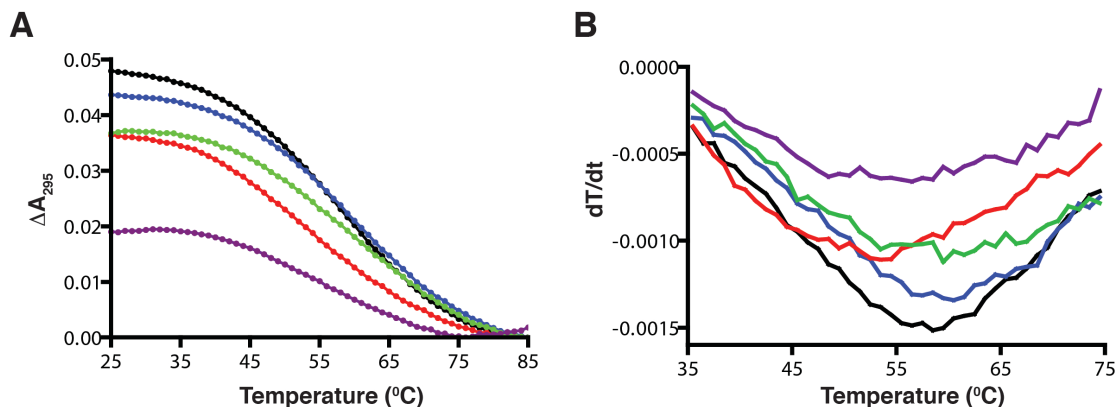 A
B
0.05
0.04
0.03
0.02
0.01
0.00
ΔA295
25 35 45 55 65 75 85
Temperature (⁰C)
0.0000
-0.0005
-0.0010
-0.0015
dT/dt
35 45 55 65 75
Temperature (⁰C)